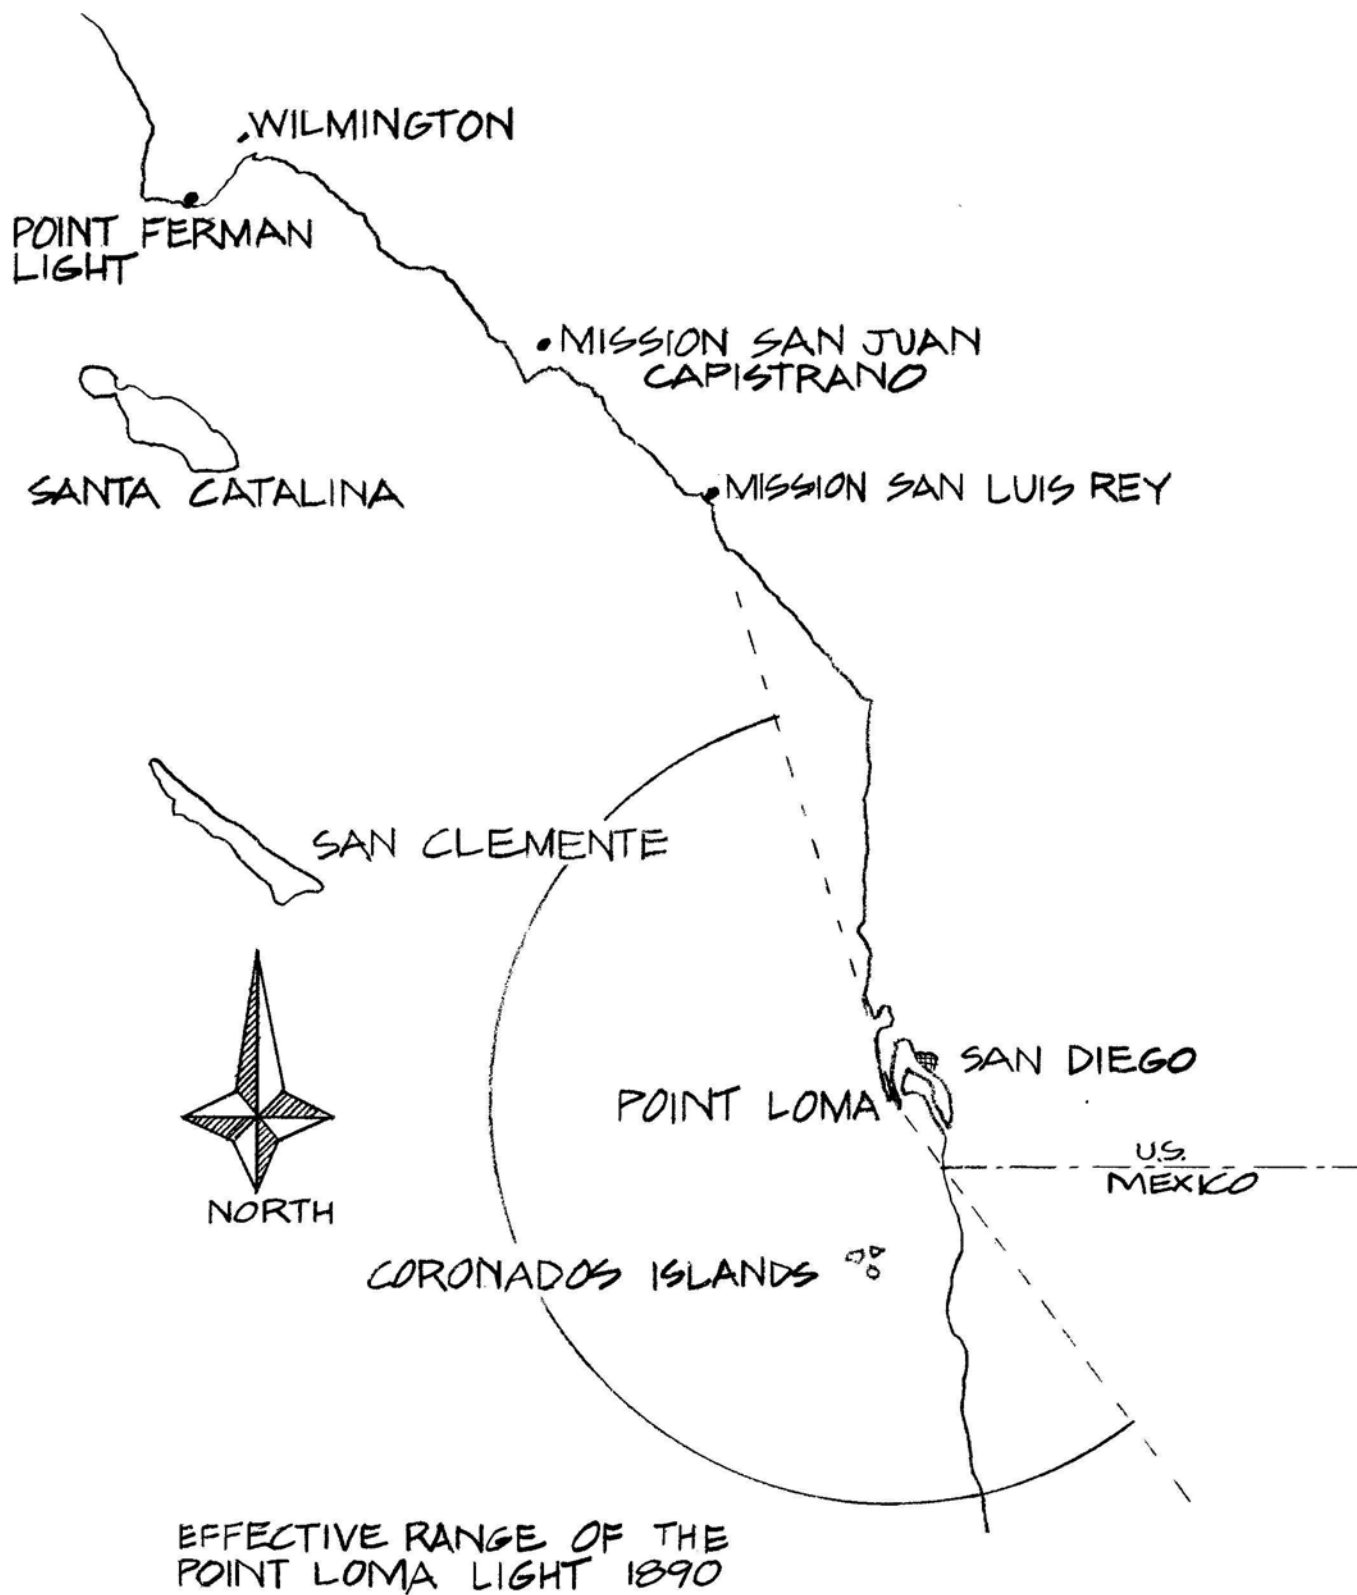 WILMINGTON
POINT FERMAN
LIGHT
MISSION SAN JUAN
CAPISTRANO
SANTA CATALINA
MISSION SAN LUIS REY
SAN CLEMENTE
NORTH
SAN DIEGO
POINT LOMA
U.S.
MEXICO
CORONADOS ISLANDS
EFFECTIVE RANGE OF THE
POINT LOMA LIGHT 1890